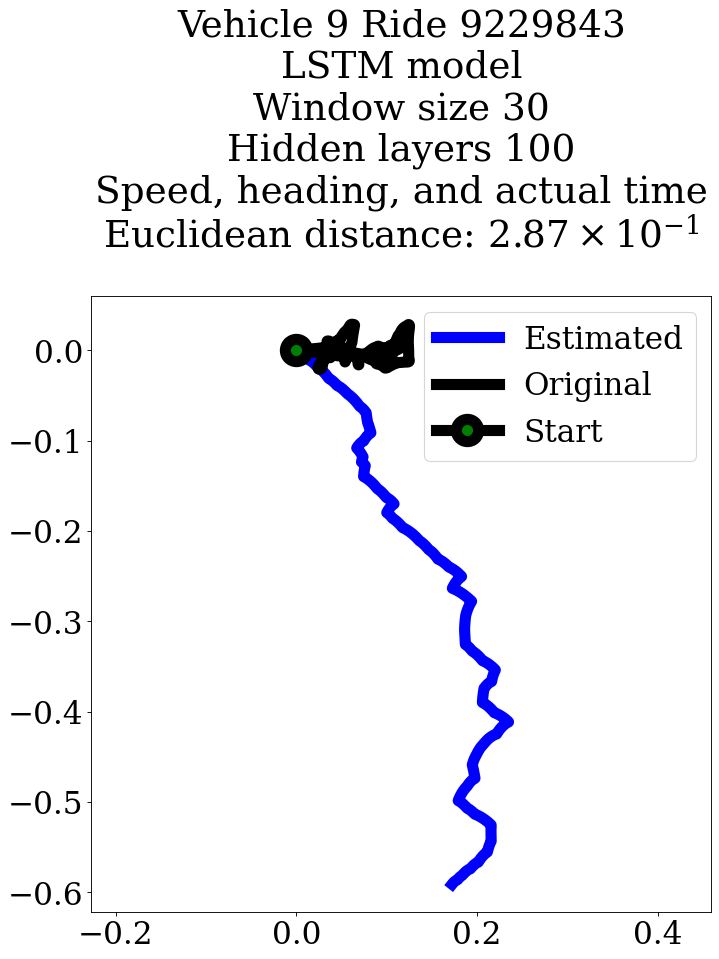 Vehicle 9 Ride 9229843
LSTM model
Window size 30
Hidden layers 100
Speed, heading, and actual time
Euclidean distance: 2.87 × 10⁻¹
Estimated
Original
Start
0.0
−0.1
−0.2
−0.3
−0.4
−0.5
−0.6
−0.2 0.0 0.2 0.4